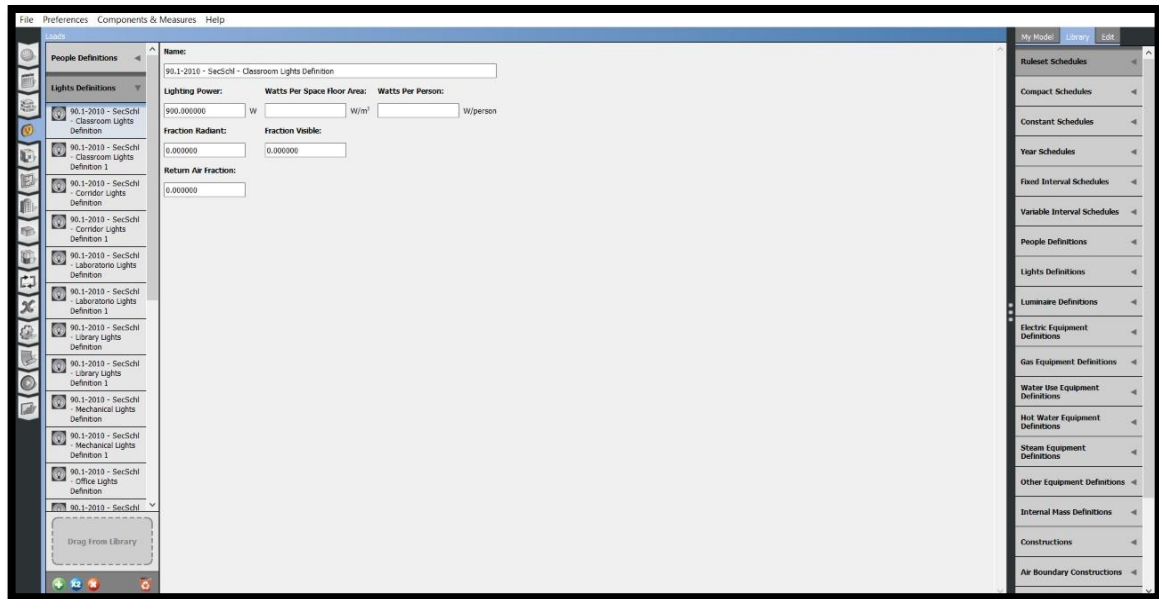 File Preferences Components & Measures Help
Loads
People Definitions
Lights Definitions
90.1-2010 - SecSchl
- Classroom Lights
Definition
90.1-2010 - SecSchl
- Classroom Lights
Definition 1
90.1-2010 - SecSchl
- Corridor Lights
Definition
90.1-2010 - SecSchl
- Corridor Lights
Definition 1
90.1-2010 - SecSchl
- Laboratorio Lights
Definition
90.1-2010 - SecSchl
- Laboratorio Lights
Definition 1
90.1-2010 - SecSchl
- Library Lights
Definition
90.1-2010 - SecSchl
- Library Lights
Definition 1
90.1-2010 - SecSchl
- Mechanical Lights
Definition
90.1-2010 - SecSchl
- Mechanical Lights
Definition 1
90.1-2010 - SecSchl
- Office Lights
Definition
90.1-2010 - SecSchl
Drag From Library
x2
Name:
90.1-2010 - SecSchl - Classroom Lights Definition
Lighting Power: Watts Per Space Floor Area: Watts Per Person:
900.000000 W W/m² W/person
Fraction Radiant: Fraction Visible:
0.000000 0.000000
Return Air Fraction:
0.000000
My Model Library Edit
Ruleset Schedules
Compact Schedules
Constant Schedules
Year Schedules
Fixed Interval Schedules
Variable Interval Schedules
People Definitions
Lights Definitions
Luminaire Definitions
Electric Equipment
Definitions
Gas Equipment Definitions
Water Use Equipment
Definitions
Hot Water Equipment
Definitions
Steam Equipment
Definitions
Other Equipment Definitions
Internal Mass Definitions
Constructions
Air Boundary Constructions